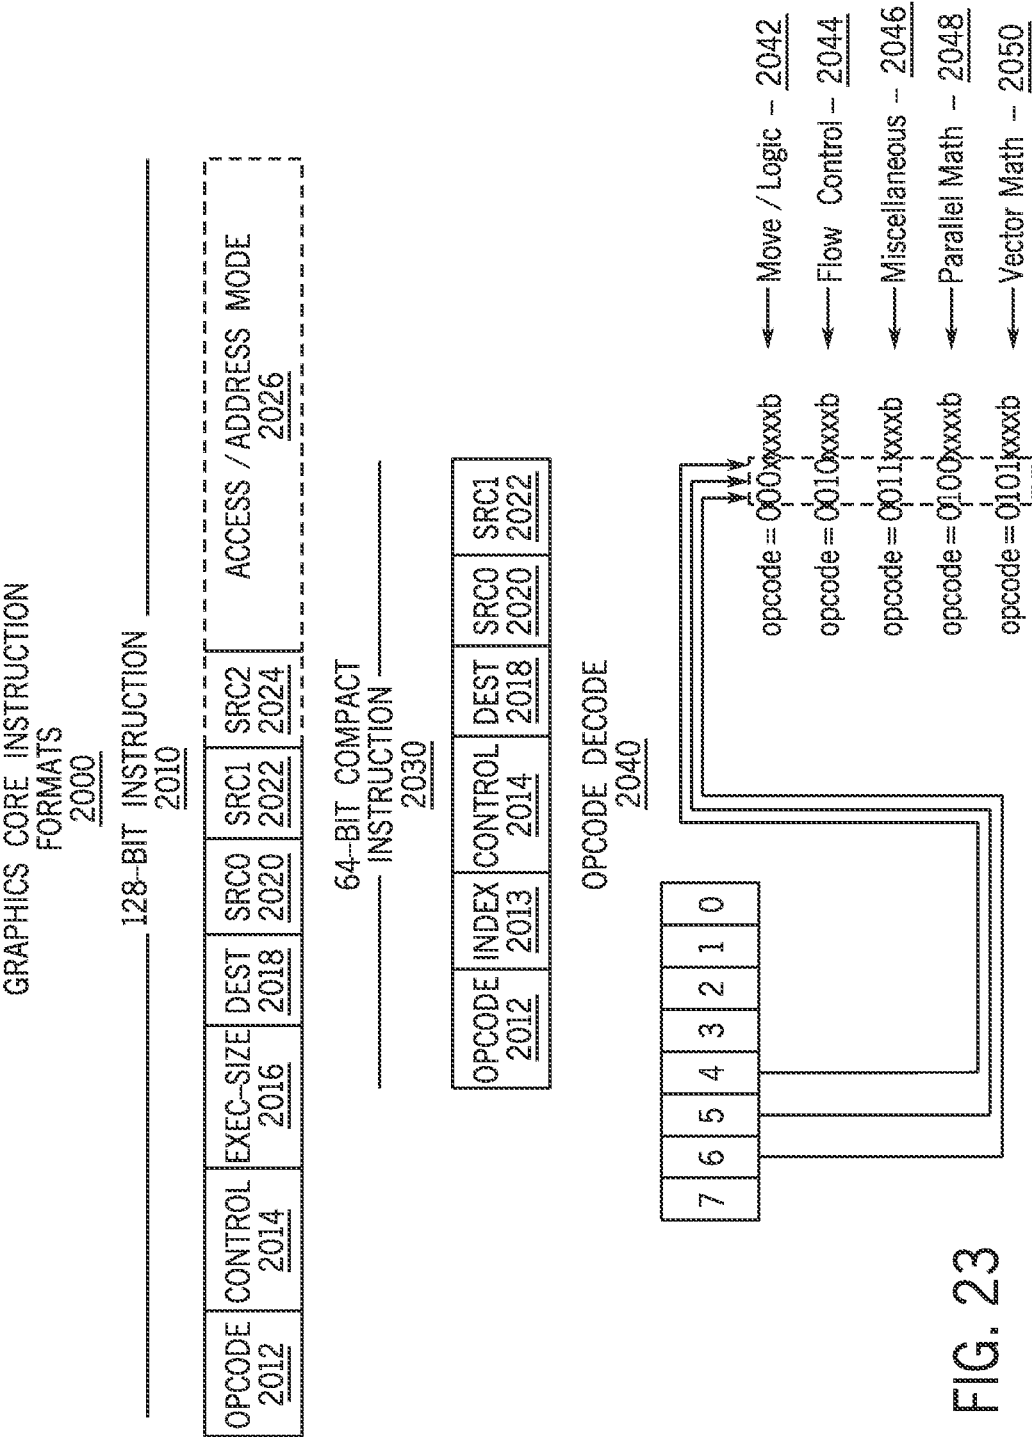 GRAPHICS CORE INSTRUCTION
FORMATS
2000
128-BIT INSTRUCTION
2010
OPCODE 2012
CONTROL 2014
EXEC-SIZE 2016
DEST 2018
SRC0 2020
SRC1 2022
SRC2 2024
ACCESS / ADDRESS MODE 2026
64-BIT COMPACT
INSTRUCTION
2030
OPCODE 2012
INDEX 2013
CONTROL 2014
DEST 2018
SRC0 2020
SRC1 2022
OPCODE DECODE
2040
7 6 5 4 3 2 1 0
opcode = 000xxxxxb Move / Logic - 2042
opcode = 0010xxxxb Flow Control - 2044
opcode = 0011xxxxb Miscellaneous - 2046
opcode = 0100xxxxb Parallel Math - 2048
opcode = 0101xxxxb Vector Math - 2050
FIG. 23